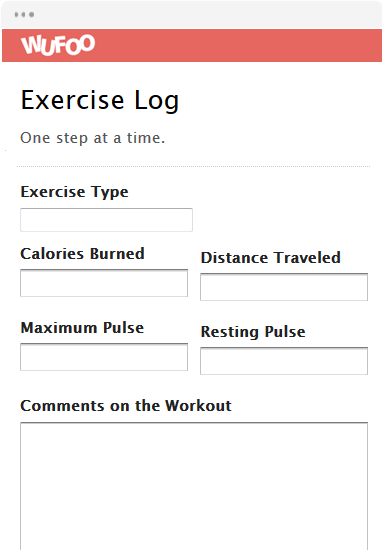 WUFOO
Exercise Log
One step at a time.
Exercise Type
Calories Burned
Distance Traveled
Maximum Pulse
Resting Pulse
Comments on the Workout